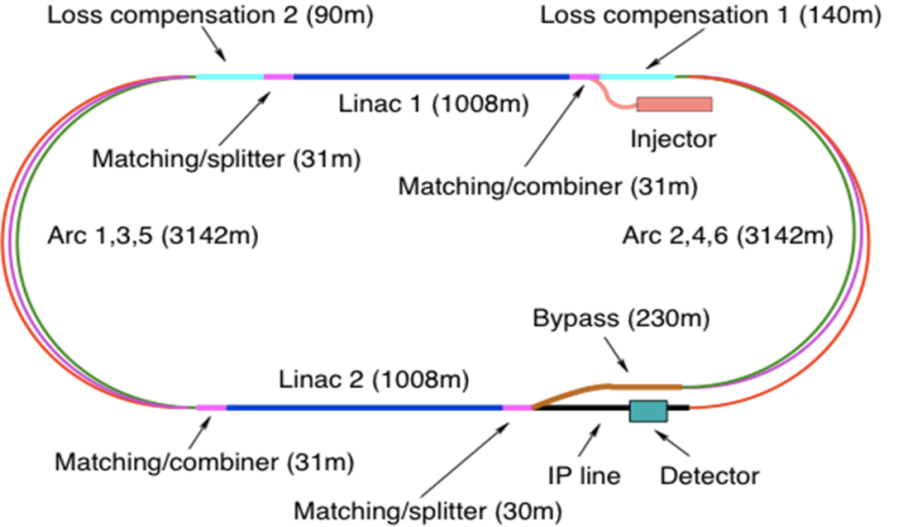 Loss compensation 2 (90m)
Loss compensation 1 (140m)
Linac 1 (1008m)
Injector
Matching/splitter (31m)
Matching/combiner (31m)
Arc 1,3,5 (3142m)
Arc 2,4,6 (3142m)
Bypass (230m)
Linac 2 (1008m)
Matching/combiner (31m)
IP line
Detector
Matching/splitter (30m)